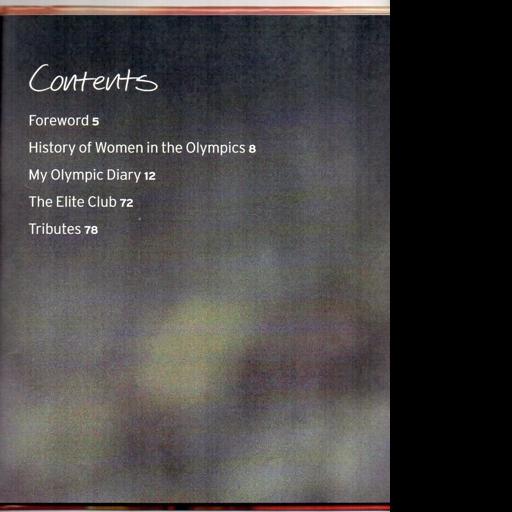 Contents
Foreword 5
History of Women in the Olympics 8
My Olympic Diary 12
The Elite Club 72
Tributes 78